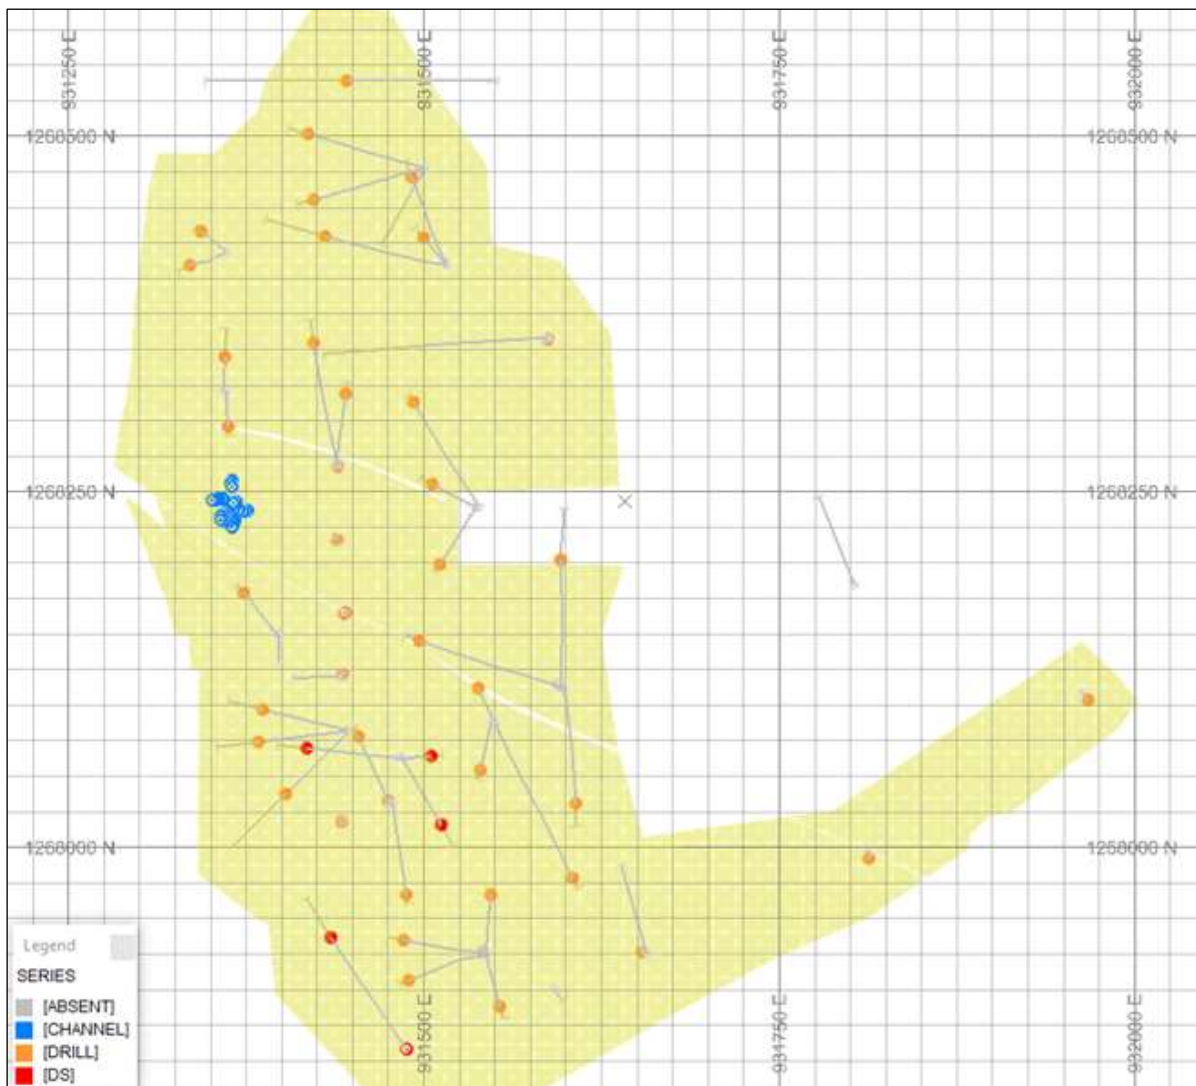 931250 E
931500 E
931750 E
932000 E
1268500 N
1268500 N
1268250 N
1268250 N
1268000 N
1268000 N
931500 E
931750 E
932000 E
Legend
SERIES
[ABSENT]
[CHANNEL]
[DRILL]
[DS]